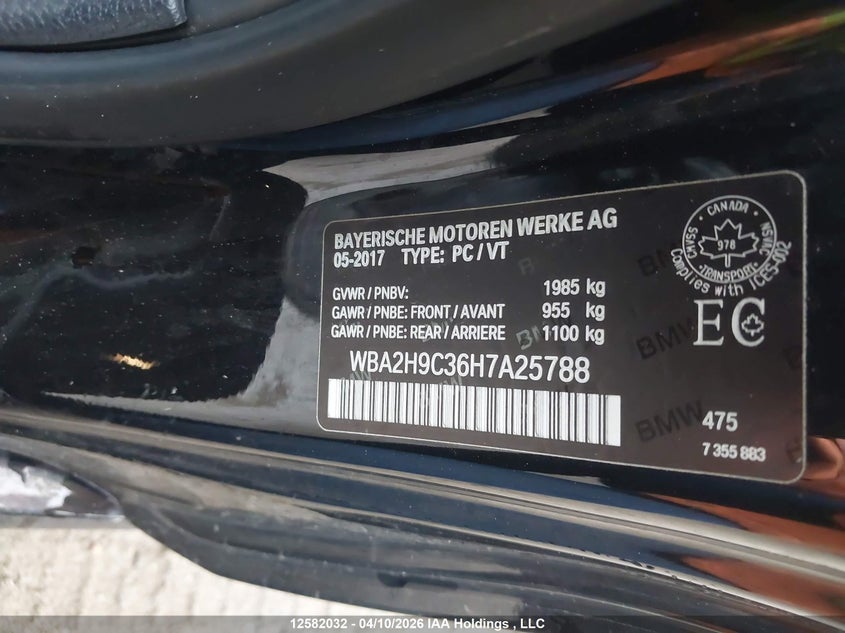 BAYERISCHE MOTOREN WERKE AG
05-2017 TYPE: PC / VT
GVWR / PNBV: 1985 kg
GAWR / PNBE: FRONT / AVANT 955 kg
GAWR / PNBE: REAR / ARRIERE 1100 kg
WBA2H9C36H7A25788
CANADA
978
CMVSS
NSVAC
TRANSPORT
Complies with ICES-002
EC
BMW
BMW
475
7 355 883
12582032 - 04/10/2026 IAA Holdings , LLC